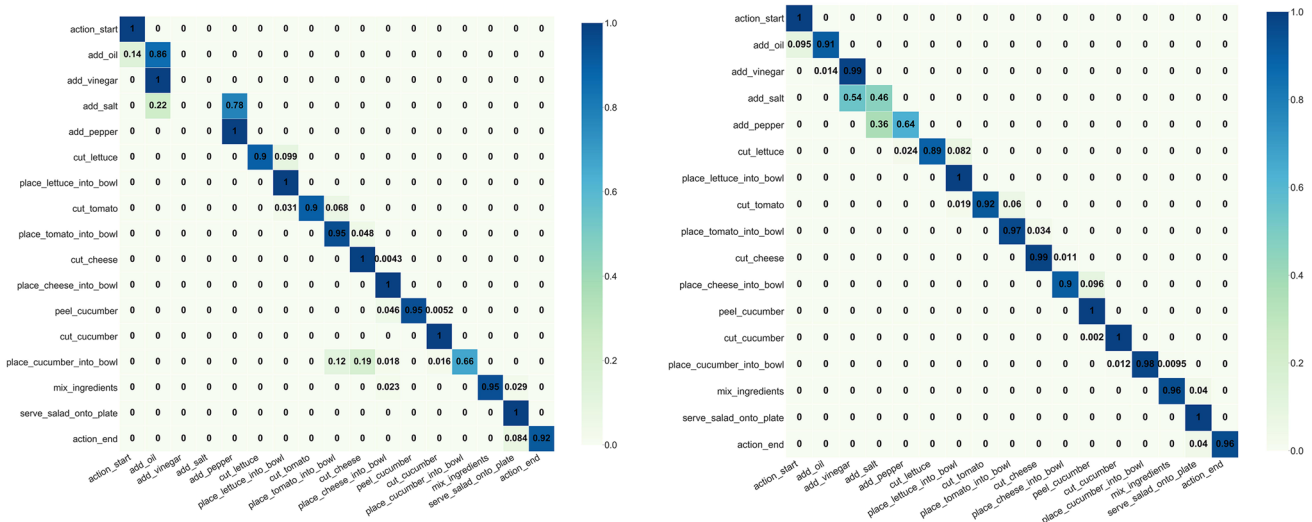 action_start 1 0 0 0 0 0 0 0 0 0 0 0 0 0 0 0 0
add_oil 0.14 0.86 0 0 0 0 0 0 0 0 0 0 0 0 0 0 0
add_vinegar 0 1 0 0 0 0 0 0 0 0 0 0 0 0 0 0 0
add_salt 0 0.22 0 0 0.78 0 0 0 0 0 0 0 0 0 0 0 0
add_pepper 0 0 0 0 1 0 0 0 0 0 0 0 0 0 0 0 0
cut_lettuce 0 0 0 0 0 0.9 0.099 0 0 0 0 0 0 0 0 0 0
place_lettuce_into_bowl 0 0 0 0 0 0 1 0 0 0 0 0 0 0 0 0 0
cut_tomato 0 0 0 0 0 0 0.031 0.9 0.068 0 0 0 0 0 0 0 0
place_tomato_into_bowl 0 0 0 0 0 0 0 0 0.95 0.048 0 0 0 0 0 0 0
cut_cheese 0 0 0 0 0 0 0 0 0 1 0.0043 0 0 0 0 0 0
place_cheese_into_bowl 0 0 0 0 0 0 0 0 0 0 1 0 0 0 0 0 0
peel_cucumber 0 0 0 0 0 0 0 0 0 0 0.046 0.95 0.0052 0 0 0 0
cut_cucumber 0 0 0 0 0 0 0 0 0 0 0 0 1 0 0 0 0
place_cucumber_into_bowl 0 0 0 0 0 0 0 0 0.12 0.19 0.018 0 0.016 0.66 0 0 0
mix_ingredients 0 0 0 0 0 0 0 0 0 0 0.023 0 0 0 0.95 0.029 0
serve_salad_onto_plate 0 0 0 0 0 0 0 0 0 0 0 0 0 0 0 1 0
action_end 0 0 0 0 0 0 0 0 0 0 0 0 0 0 0 0.084 0.92
action_start
add_oil
add_vinegar
add_salt
add_pepper
cut_lettuce
place_lettuce_into_bowl
cut_tomato
place_tomato_into_bowl
cut_cheese
place_cheese_into_bowl
peel_cucumber
cut_cucumber
place_cucumber_into_bowl
mix_ingredients
serve_salad_onto_plate
action_end
1.0
0.8
0.6
0.4
0.2
0.0
action_start 1 0 0 0 0 0 0 0 0 0 0 0 0 0 0 0 0
add_oil 0.095 0.91 0 0 0 0 0 0 0 0 0 0 0 0 0 0 0
add_vinegar 0 0.014 0.99 0 0 0 0 0 0 0 0 0 0 0 0 0 0
add_salt 0 0 0.54 0.46 0 0 0 0 0 0 0 0 0 0 0 0 0
add_pepper 0 0 0 0.36 0.64 0 0 0 0 0 0 0 0 0 0 0 0
cut_lettuce 0 0 0 0 0.024 0.89 0.082 0 0 0 0 0 0 0 0 0 0
place_lettuce_into_bowl 0 0 0 0 0 0 1 0 0 0 0 0 0 0 0 0 0
cut_tomato 0 0 0 0 0 0 0.019 0.92 0.06 0 0 0 0 0 0 0 0
place_tomato_into_bowl 0 0 0 0 0 0 0 0 0.97 0.034 0 0 0 0 0 0 0
cut_cheese 0 0 0 0 0 0 0 0 0 0.99 0.011 0 0 0 0 0 0
place_cheese_into_bowl 0 0 0 0 0 0 0 0 0 0 0.9 0.096 0 0 0 0 0
peel_cucumber 0 0 0 0 0 0 0 0 0 0 0 1 0 0 0 0 0
cut_cucumber 0 0 0 0 0 0 0 0 0 0 0 0.002 1 0 0 0 0
place_cucumber_into_bowl 0 0 0 0 0 0 0 0 0 0 0 0 0.012 0.98 0.0095 0 0
mix_ingredients 0 0 0 0 0 0 0 0 0 0 0 0 0 0 0.96 0.04 0
serve_salad_onto_plate 0 0 0 0 0 0 0 0 0 0 0 0 0 0 0 1 0
action_end 0 0 0 0 0 0 0 0 0 0 0 0 0 0 0 0.04 0.96
action_start
add_oil
add_vinegar
add_salt
add_pepper
cut_lettuce
place_lettuce_into_bowl
cut_tomato
place_tomato_into_bowl
cut_cheese
place_cheese_into_bowl
peel_cucumber
cut_cucumber
place_cucumber_into_bowl
mix_ingredients
serve_salad_onto_plate
action_end
1.0
0.8
0.6
0.4
0.2
0.0